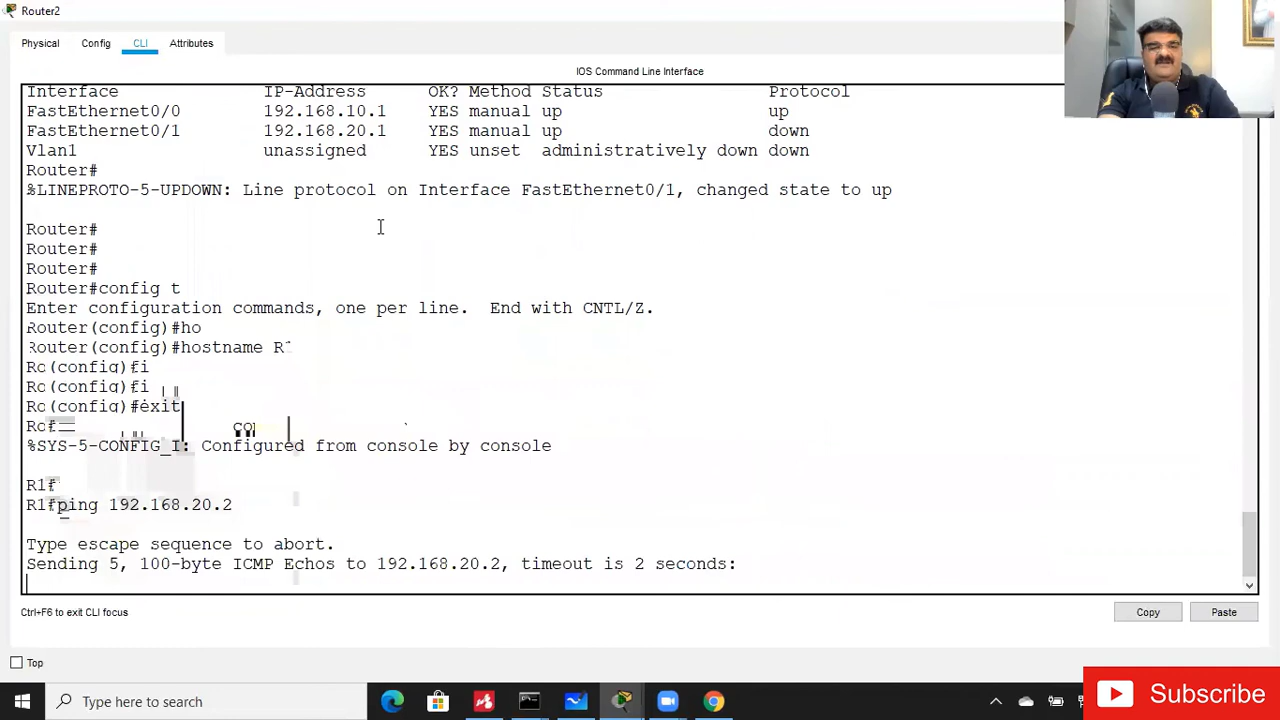 Router2
Physical Config CLI Attributes
IOS Command Line Interface
Interface IP-Address OK? Method Status Protocol
FastEthernet0/0 192.168.10.1 YES manual up up
FastEthernet0/1 192.168.20.1 YES manual up down
Vlan1 unassigned YES unset administratively down down
Router#
%LINEPROTO-5-UPDOWN: Line protocol on Interface FastEthernet0/1, changed state to up
Router#
Router#
Router#
Router#config t
Enter configuration commands, one per line. End with CNTL/Z.
Router(config)#ho
Router(config)#hostname R1
(config)
(config)
(config)#exit
%SYS-5-CONFIG_I: Configured from console by console
ping 192.168.20.2
Type escape sequence to abort.
Sending 5, 100-byte ICMP Echos to 192.168.20.2, timeout is 2 seconds:
Ctrl+F6 to exit CLI focus
Copy Paste
Top
Type here to search
Subscribe